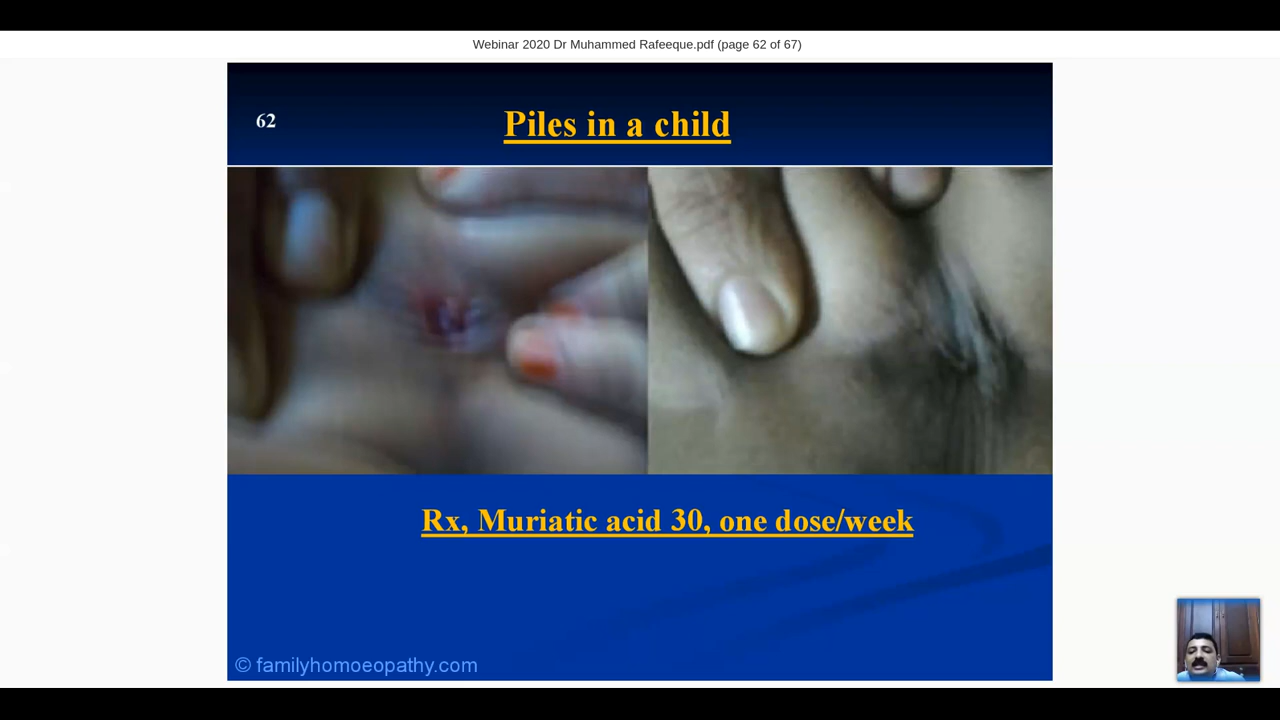 Webinar 2020 Dr Muhammed Rafeeque.pdf (page 62 of 67)
62
Piles in a child
Rx, Muriatic acid 30, one dose/week
© familyhomoeopathy.com